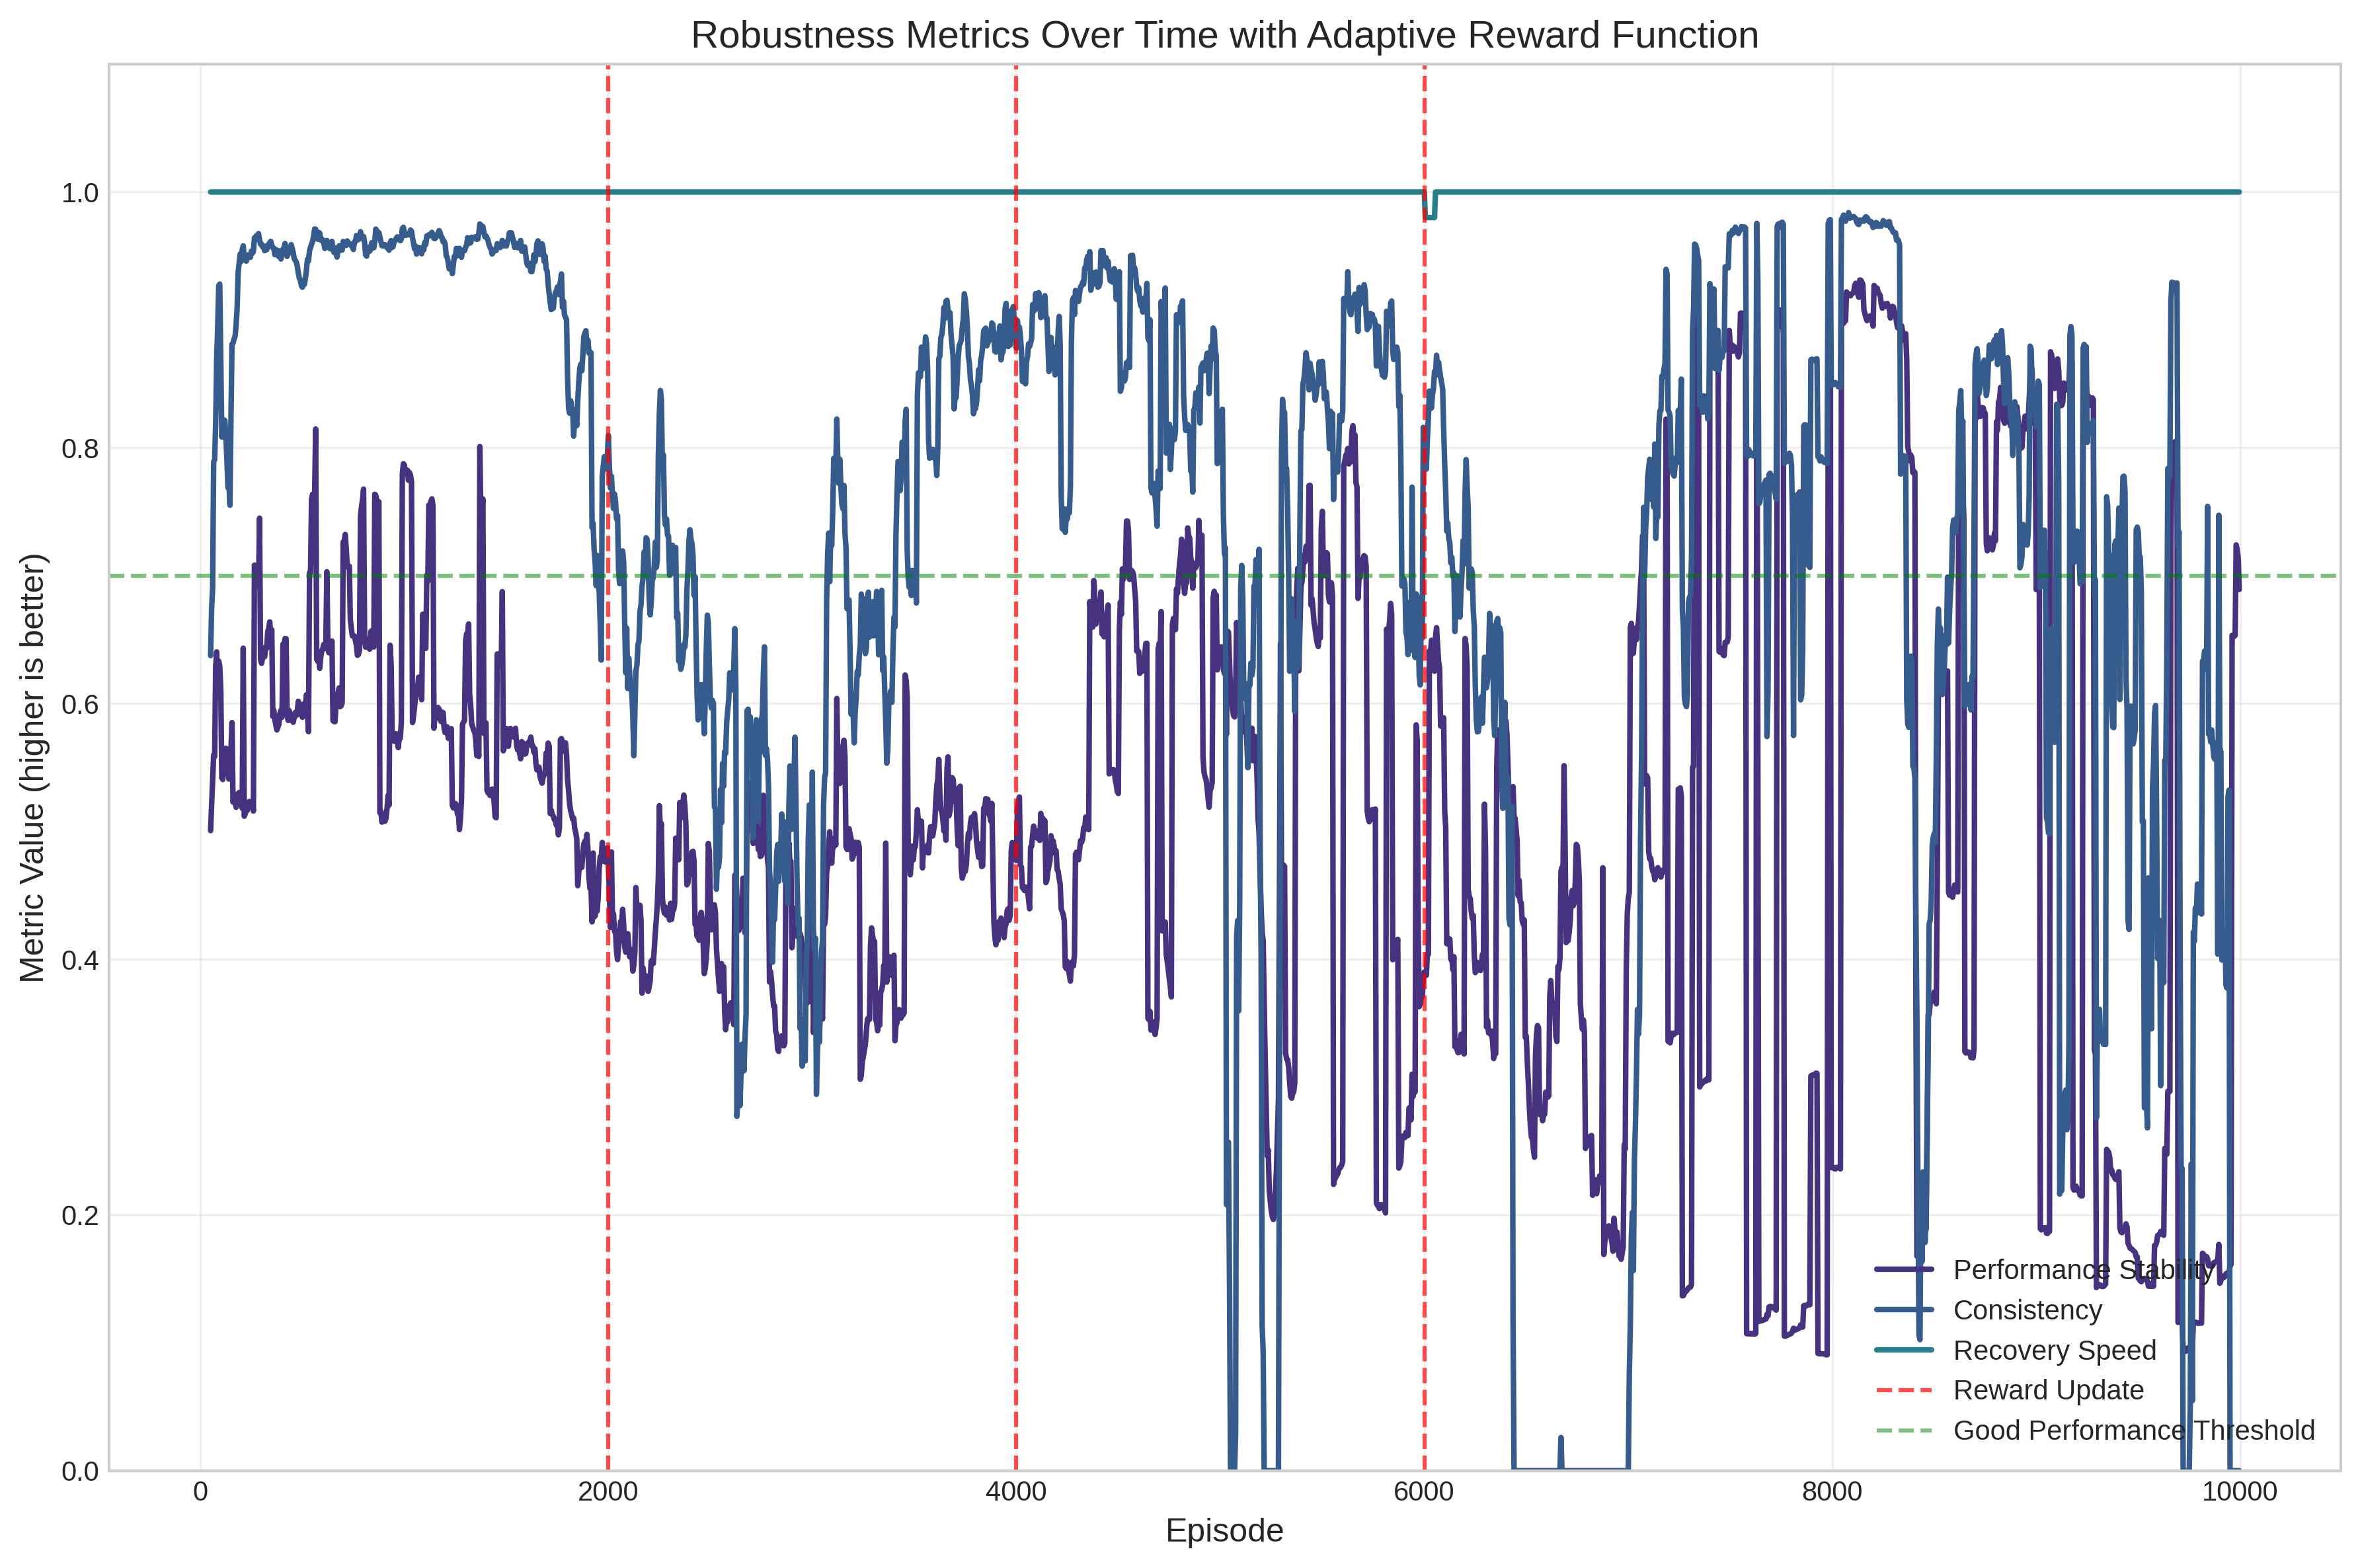 Robustness Metrics Over Time with Adaptive Reward Function
Metric Value (higher is better)
1.0
0.8
0.6
0.4
0.2
0.0
0
2000
4000
6000
8000
10000
Episode
Performance Stability
Consistency
Recovery Speed
Reward Update
Good Performance Threshold